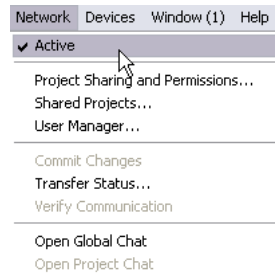 Network Devices Window (1) Help
Active
Project Sharing and Permissions...
Shared Projects...
User Manager...
Commit Changes
Transfer Status...
Verify Communication
Open Global Chat
Open Project Chat